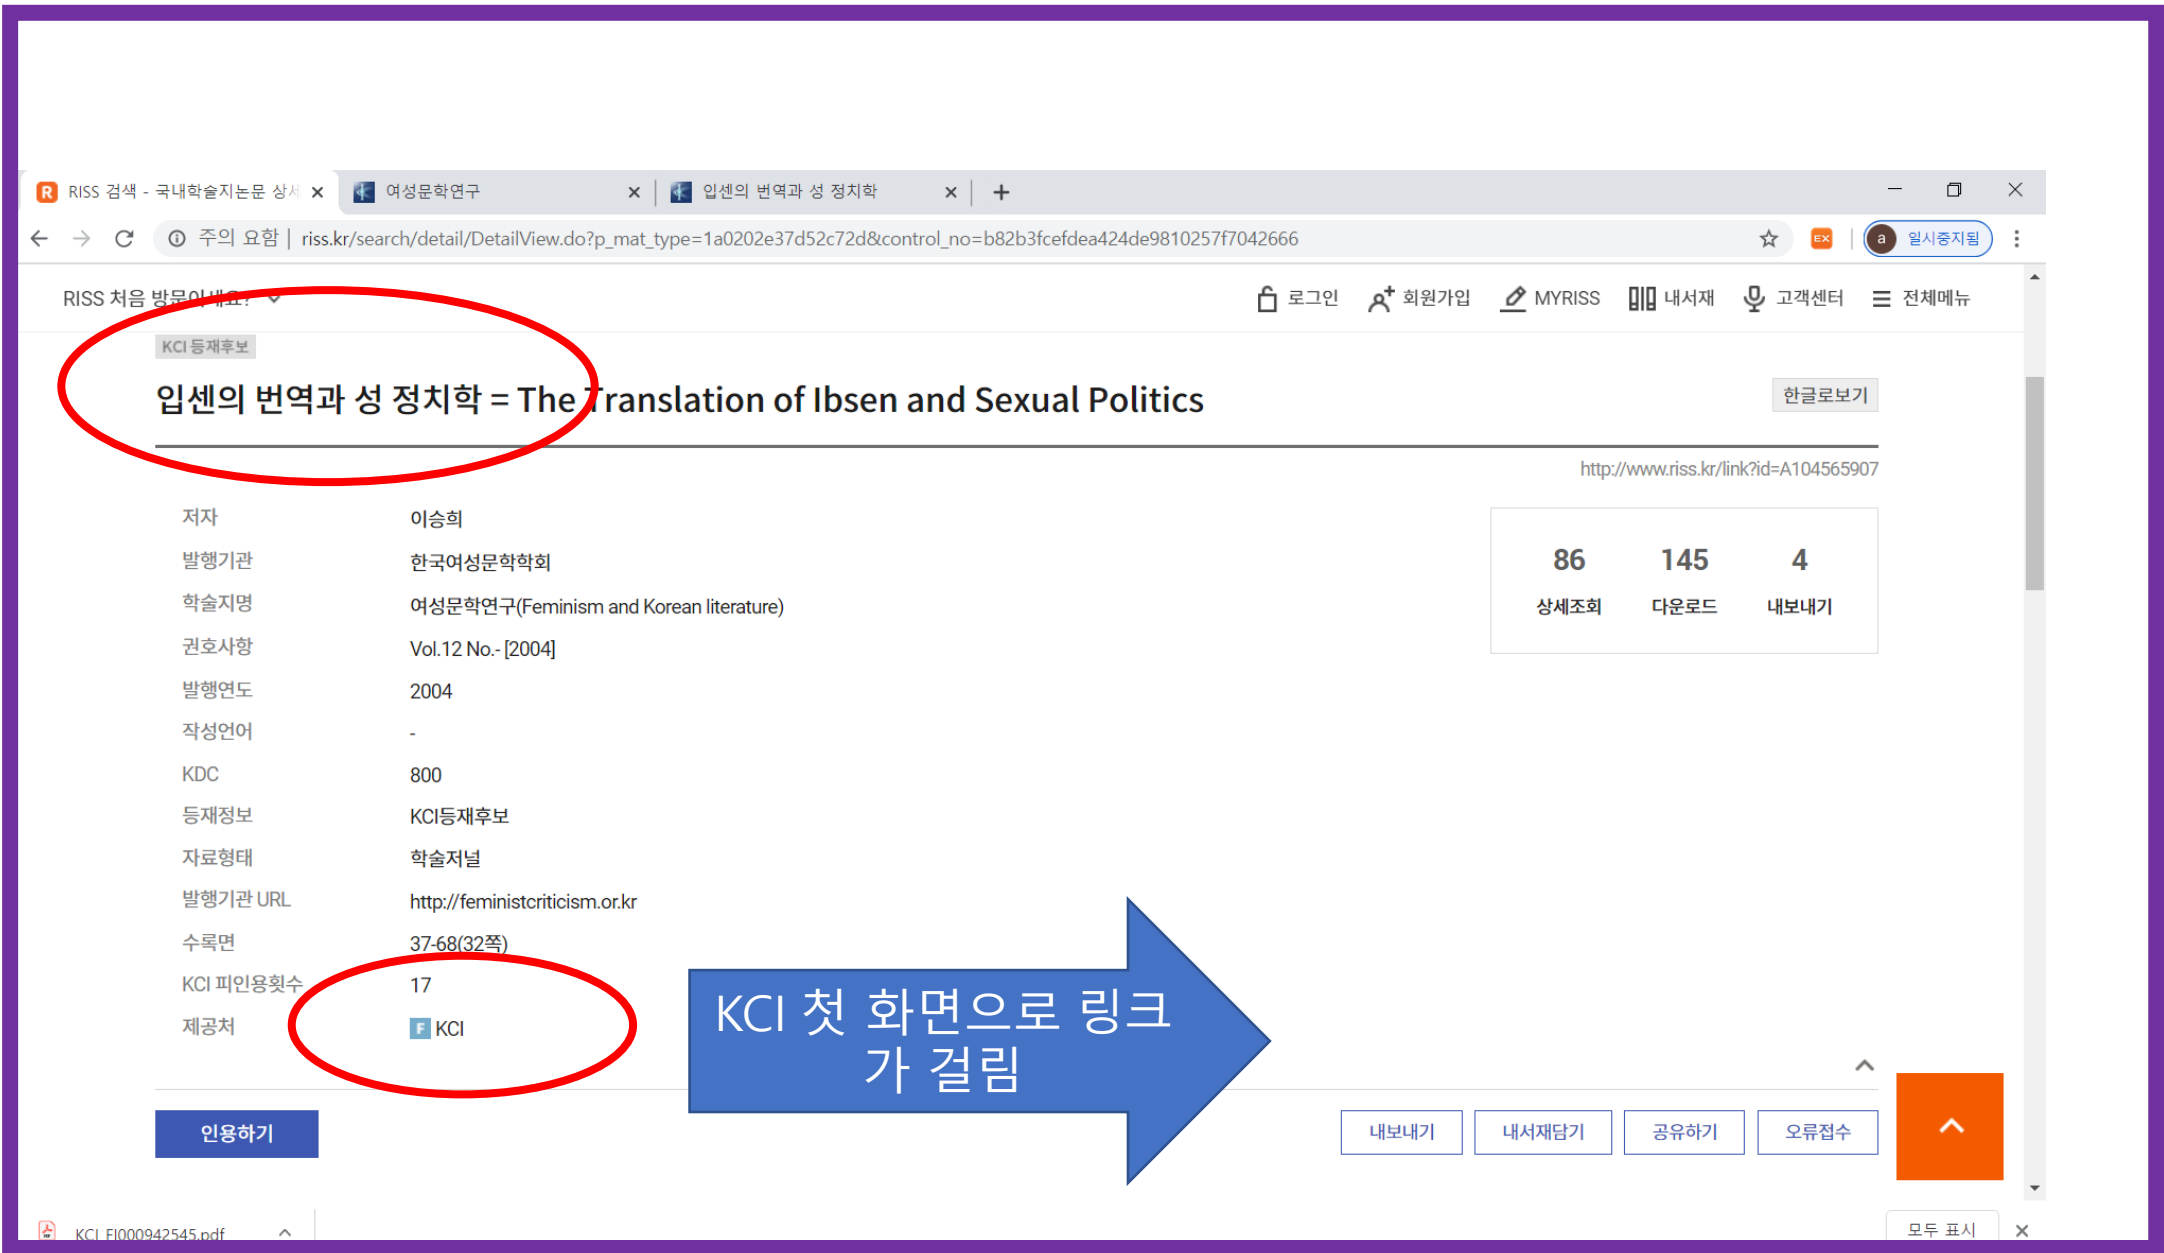 RISS 검색 - 국내학술지논문 상세
여성문학연구
입센의 번역과 성 정치학
주의 요함 | riss.kr/search/detail/DetailView.do?p_mat_type=1a0202e37d52c72d&control_no=b82b3fcefdea424de9810257f7042666
EX
a 일시중지됨
RISS 처음 방문이세요?
로그인 회원가입 MYRISS 내서재 고객센터 전체메뉴
KCI 등재후보
입센의 번역과 성 정치학 = The Translation of Ibsen and Sexual Politics
한글로보기
http://www.riss.kr/link?id=A104565907
저자 이승희
발행기관 한국여성문학학회
학술지명 여성문학연구(Feminism and Korean literature)
권호사항 Vol.12 No.- [2004]
발행연도 2004
작성언어 -
KDC 800
등재정보 KCI등재후보
자료형태 학술저널
발행기관 URL http://feministcriticism.or.kr
수록면 37-68(32쪽)
KCI 피인용횟수 17
제공처 F KCI
86 145 4
상세조회 다운로드 내보내기
KCI 첫 화면으로 링크
가 걸림
인용하기
내보내기 내서재담기 공유하기 오류접수
KCI_FI000942545.pdf
모두 표시